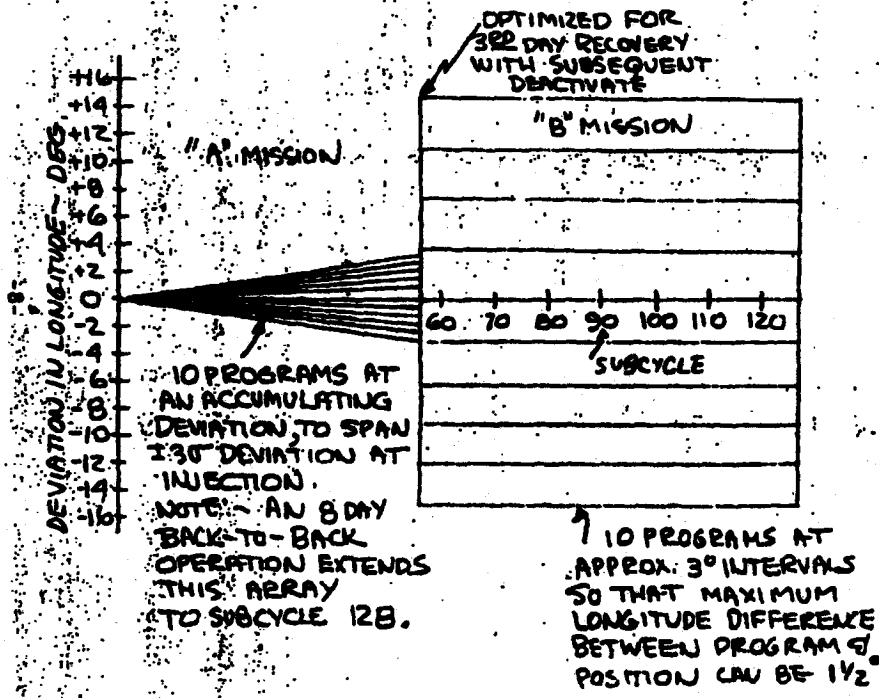 OPTIMIZED FOR
3RD DAY RECOVERY
WITH SUBSEQUENT
DEACTIVATE
"A" MISSION
"B" MISSION
DEVIATION IN LONGITUDE ~ DEG.
+16
+14
+12
+10
+8
+6
+4
+2
0
-2
-4
-6
-8
-10
-12
-14
-16
60 70 80 90 100 110 120
SUBCYCLE
10 PROGRAMS AT
AN ACCUMULATING
DEVIATION, TO SPAN
±3σ DEVIATION AT
INJECTION.
NOTE: ~ AN 8 DAY
BACK-TO-BACK
OPERATION EXTENDS
THIS ARRAY
TO SUBCYCLE 128.
10 PROGRAMS AT
APPROX. 3° INTERVALS
SO THAT MAXIMUM
LONGITUDE DIFFERENCE
BETWEEN PROGRAM &
POSITION CAN BE 1½°
-8-